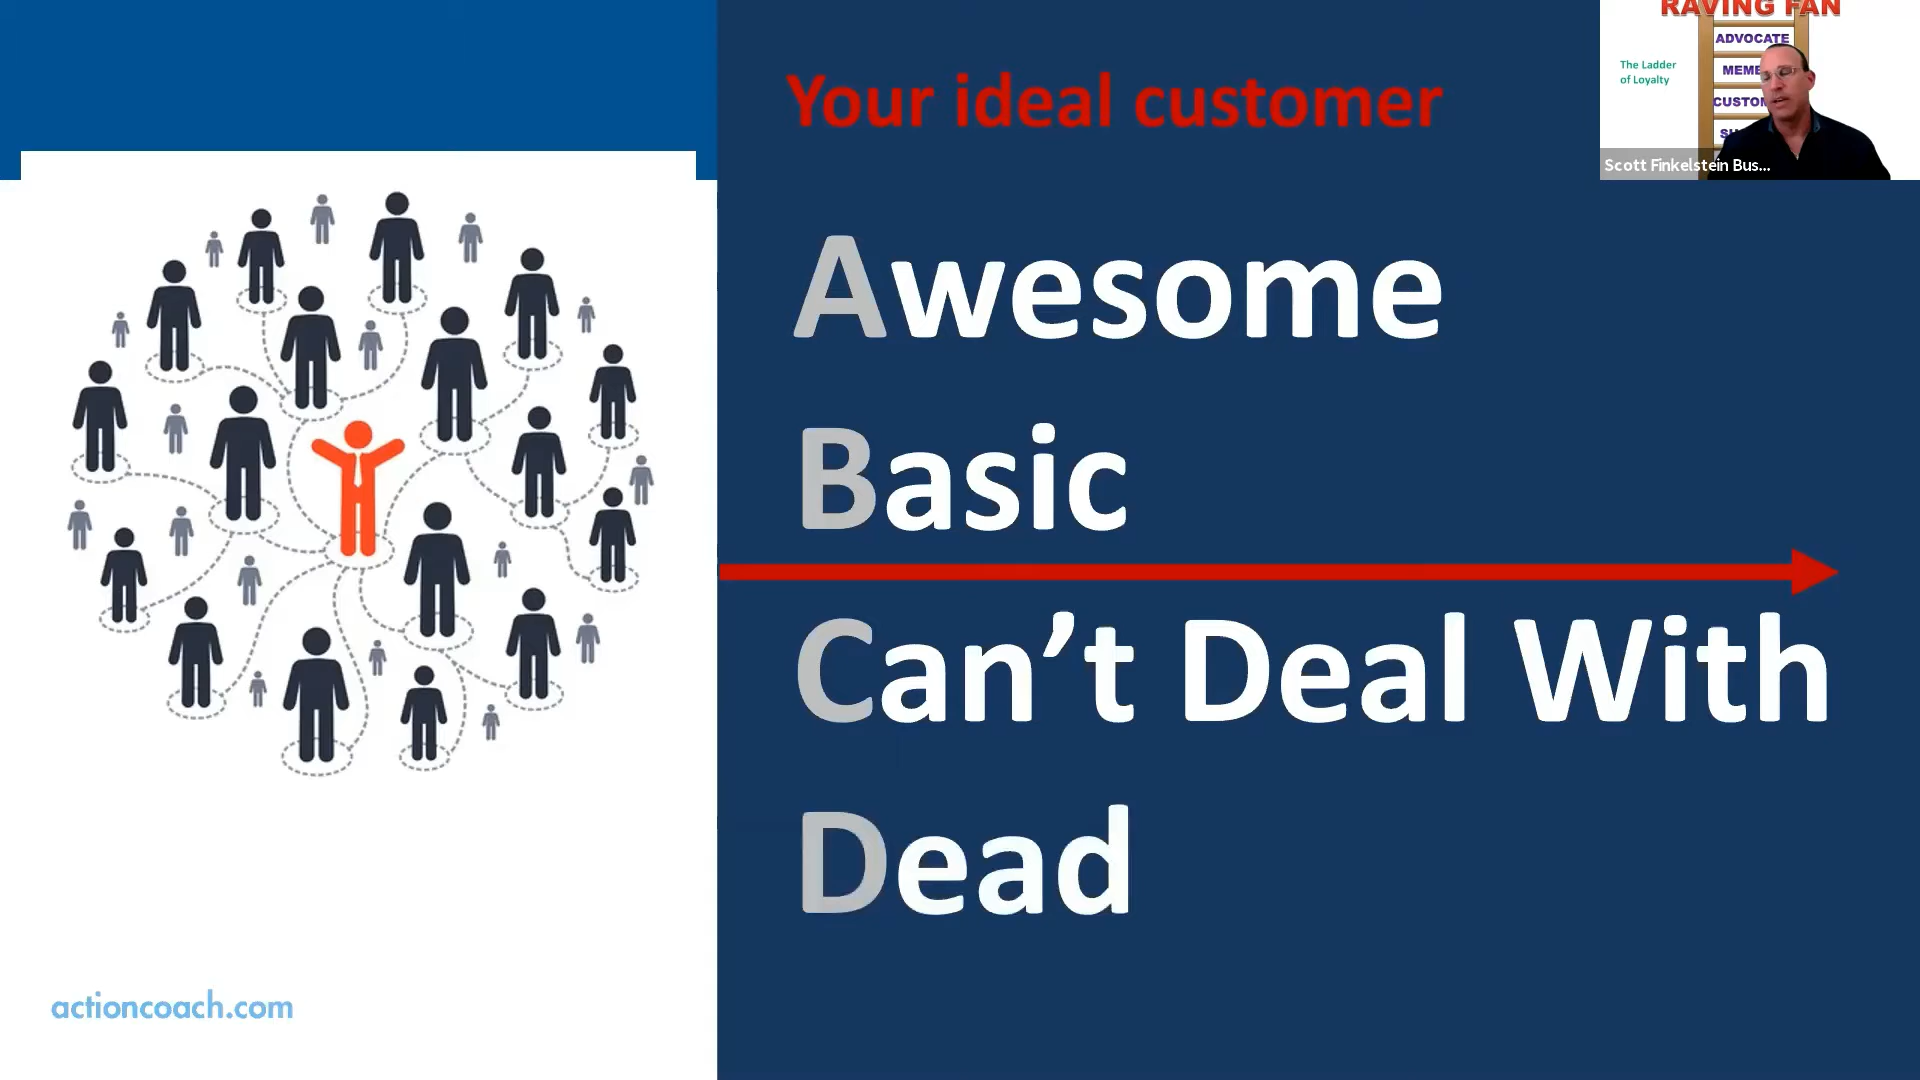 Your ideal customer
Awesome
Basic
Can’t Deal With
Dead
actioncoach.com
RAVING FAN
ADVOCATE
The Ladder
of Loyalty
Scott Finkelstein Bus...